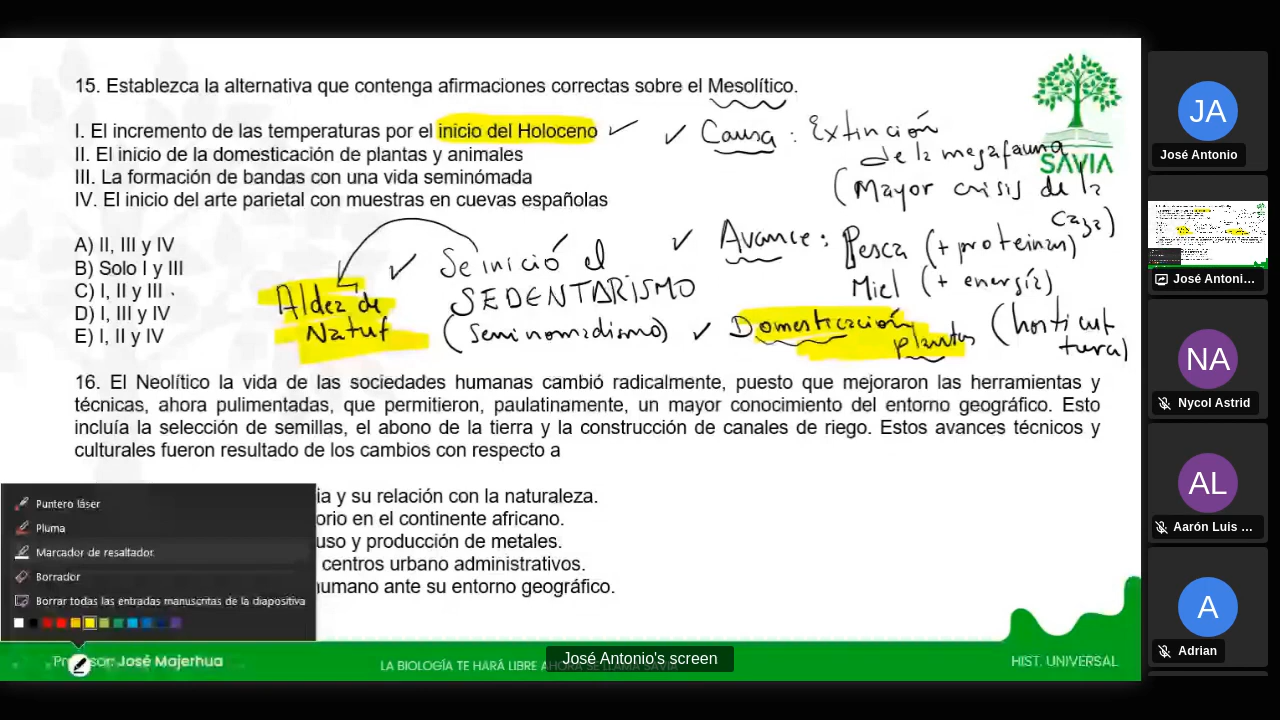 15. Establezca la alternativa que contenga afirmaciones correctas sobre el Mesolítico.
I. El incremento de las temperaturas por el inicio del Holoceno
II. El inicio de la domesticación de plantas y animales
III. La formación de bandas con una vida seminómada
IV. El inicio del arte parietal con muestras en cuevas españolas
A) II, III y IV
B) Solo I y III
C) I, II y III
D) I, III y IV
E) I, II y IV
Causa : Extinción
de la megafauna
(Mayor crisis de la
caza)
SAVIA
Avance : Pesca (+ proteínas)
Miel (+ energía)
Domesticación
plantas (horticul
tura)
Se inició el
SEDENTARISMO
(seminomadismo)
Aldea de
Natuf
16. El Neolítico la vida de las sociedades humanas cambió radicalmente, puesto que mejoraron las herramientas y
técnicas, ahora pulimentadas, que permitieron, paulatinamente, un mayor conocimiento del entorno geográfico. Esto
incluía la selección de semillas, el abono de la tierra y la construcción de canales de riego. Estos avances técnicos y
culturales fueron resultado de los cambios con respecto a
ia y su relación con la naturaleza.
orio en el continente africano.
uso y producción de metales.
centros urbano administrativos.
humano ante su entorno geográfico.
Puntero láser
Pluma
Marcador de resaltador
Borrador
Borrar todas las entradas manuscritas de la diapositiva
José Majerhua
José Antonio's screen
LA BIOLOGÍA TE HARÁ LIBRE AHORA SE LLAMA SAVIA
HIST. UNIVERSAL
JA
José Antonio
José Antoni...
NA
Nycol Astrid
AL
Aarón Luis ...
A
Adrian